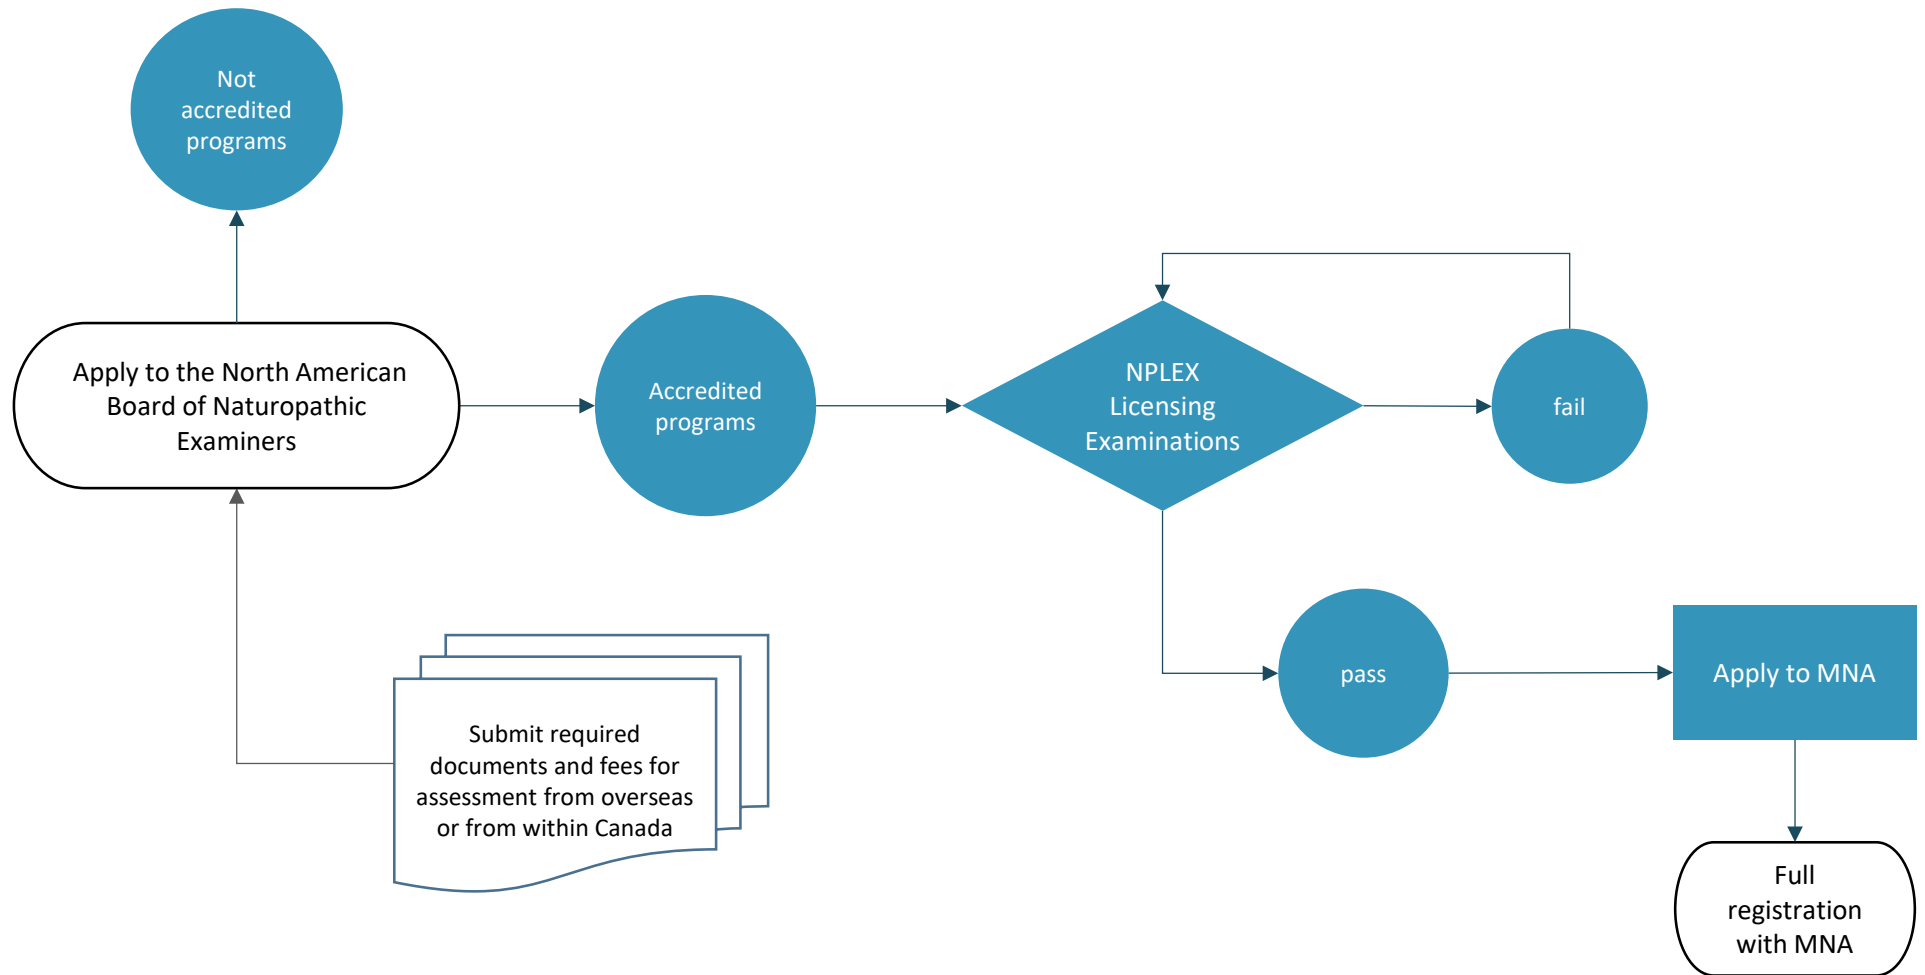 Not
accredited
programs
Apply to the North American
Board of Naturopathic
Examiners
Accredited
programs
NPLEX
Licensing
Examinations
fail
Submit required
documents and fees for
assessment from overseas
or from within Canada
pass
Apply to MNA
Full
registration
with MNA